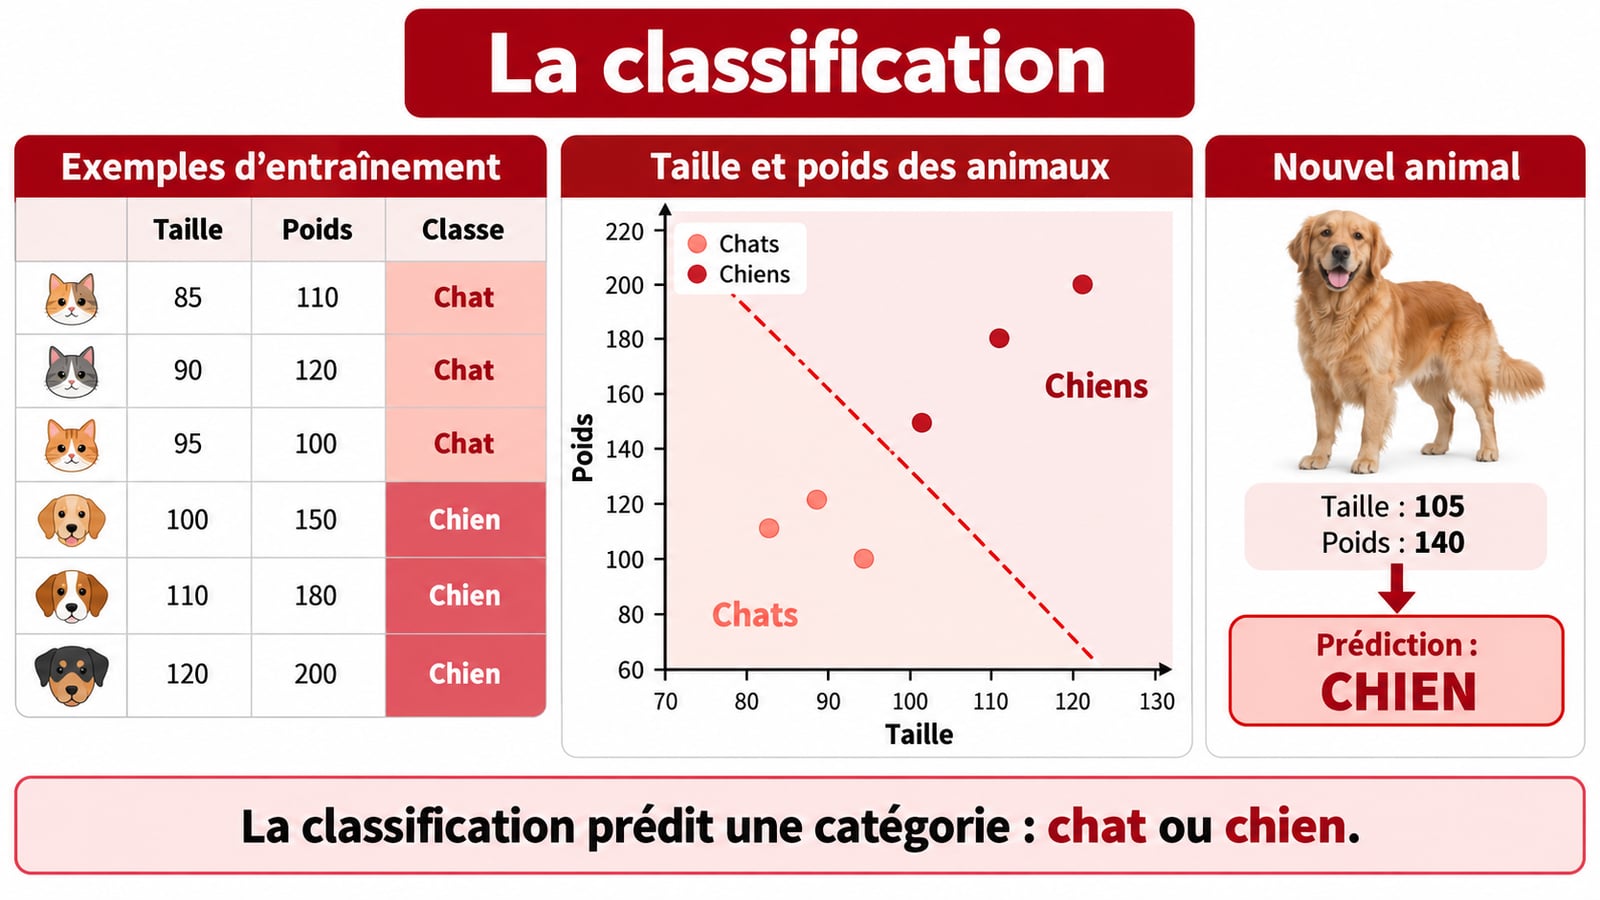 La classification
Exemples d’entraînement
Taille Poids Classe
85 110 Chat
90 120 Chat
95 100 Chat
100 150 Chien
110 180 Chien
120 200 Chien
Taille et poids des animaux
Chats
Chiens
220
200
180
160
140
120
100
80
60
Poids
Chiens
Chats
70 80 90 100 110 120 130
Taille
Nouvel animal
Taille : 105
Poids : 140
Prédiction :
CHIEN
La classification prédit une catégorie : chat ou chien.